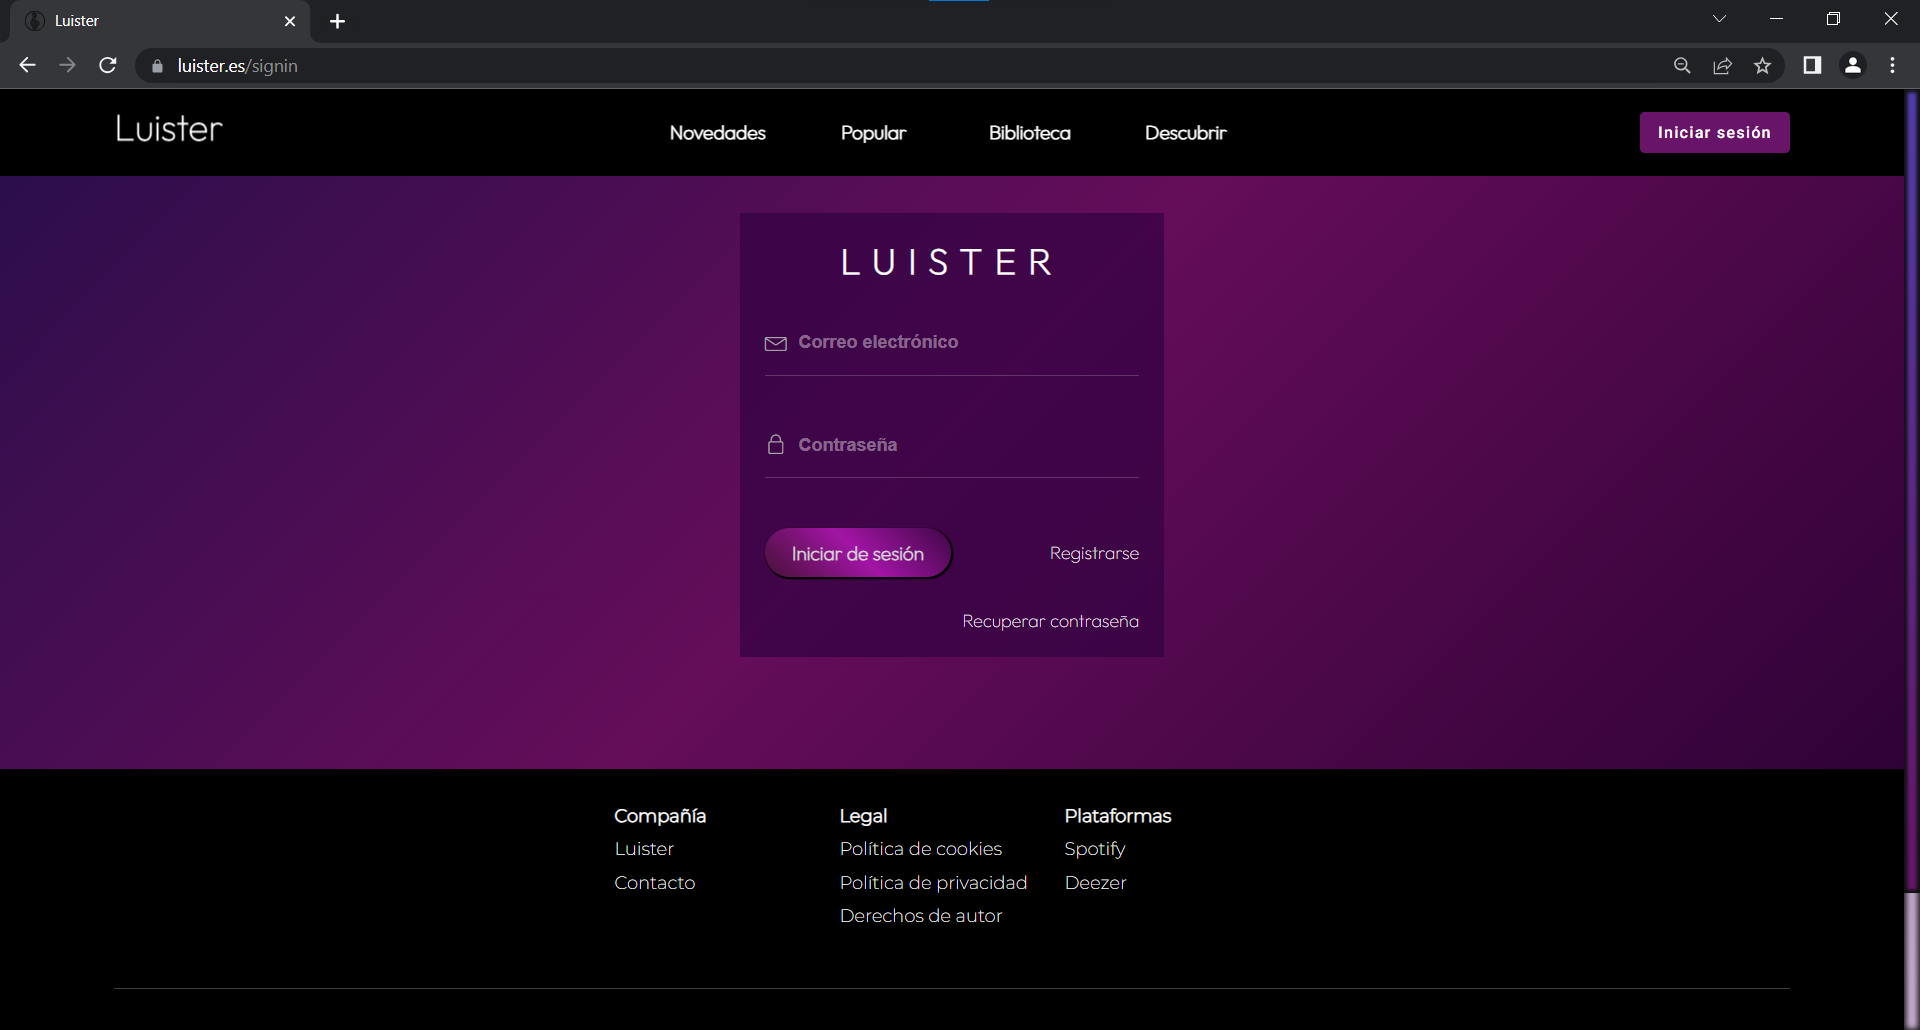 Luister
luister.es/signin
Luister
Novedades
Popular
Biblioteca
Descubrir
Iniciar sesión
LUISTER
Correo electrónico
Contraseña
Iniciar de sesión
Registrarse
Recuperar contraseña
Compañía
Luister
Contacto
Legal
Política de cookies
Política de privacidad
Derechos de autor
Plataformas
Spotify
Deezer